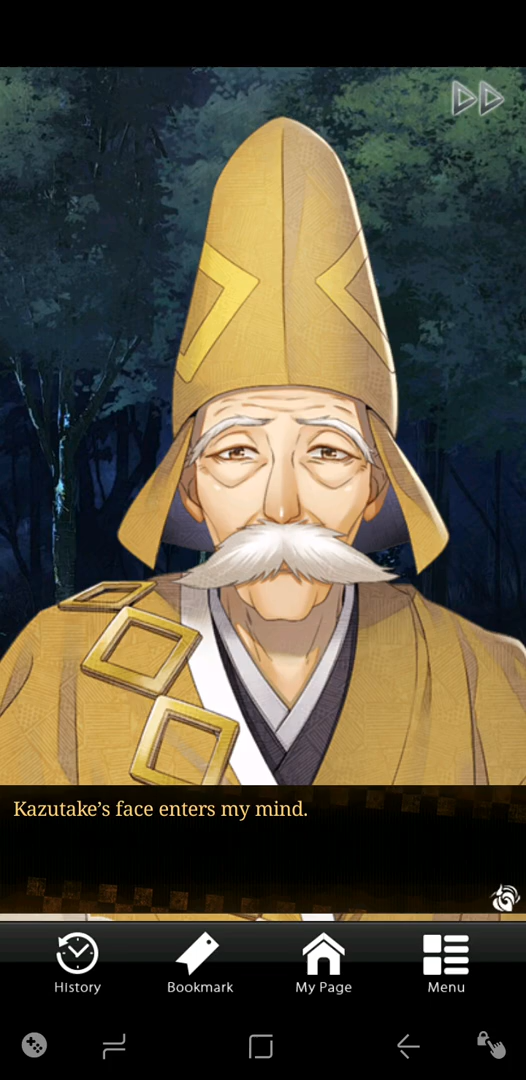 Kazutake’s face enters my mind.
History
Bookmark
My Page
Menu